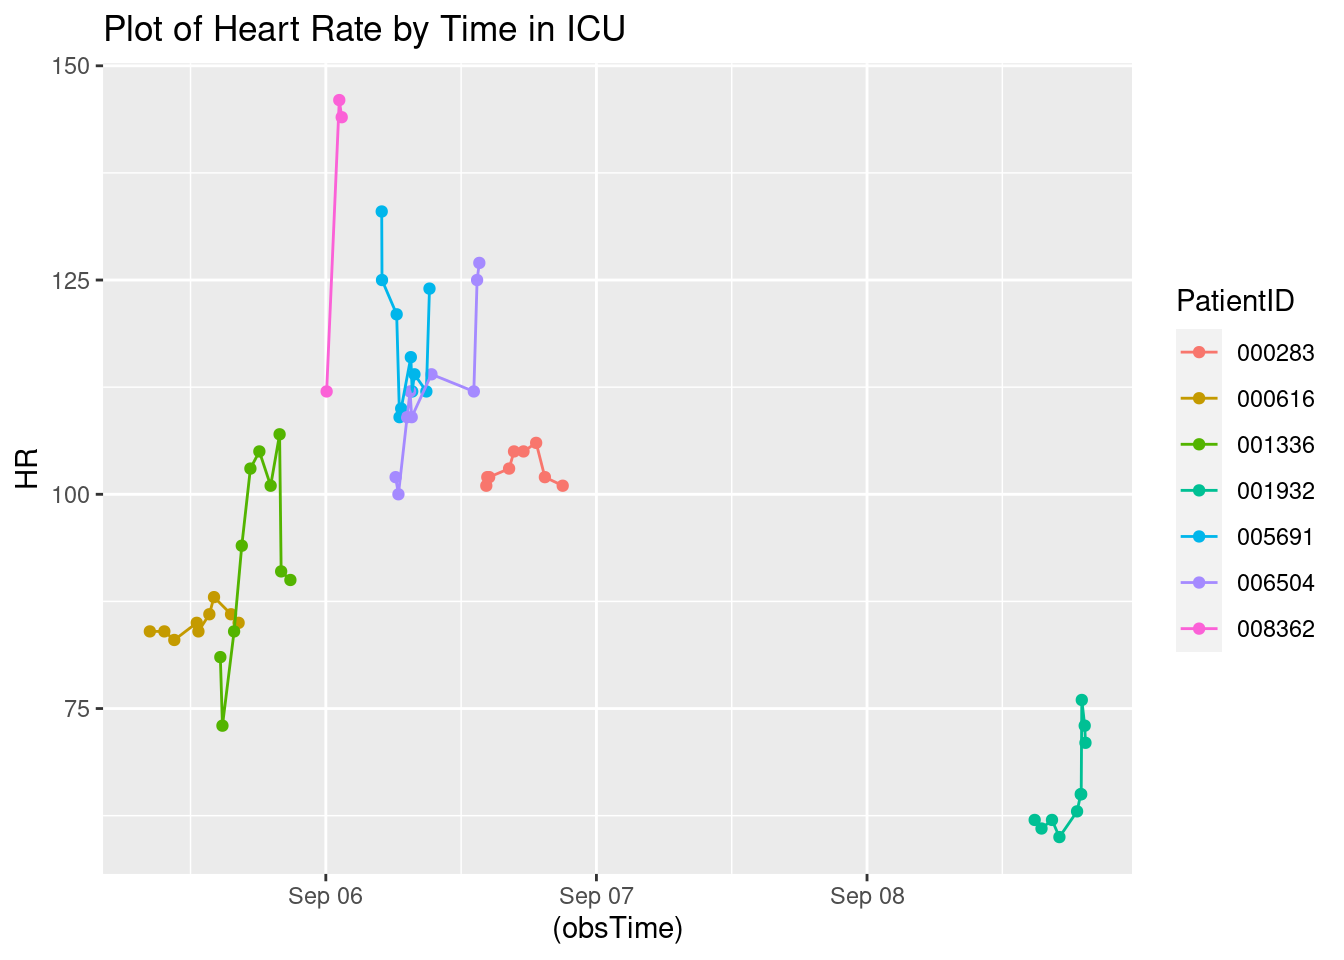 Plot of Heart Rate by Time in ICU
150
125
100
75
HR
Sep 06
Sep 07
Sep 08
(obsTime)
PatientID
000283
000616
001336
001932
005691
006504
008362